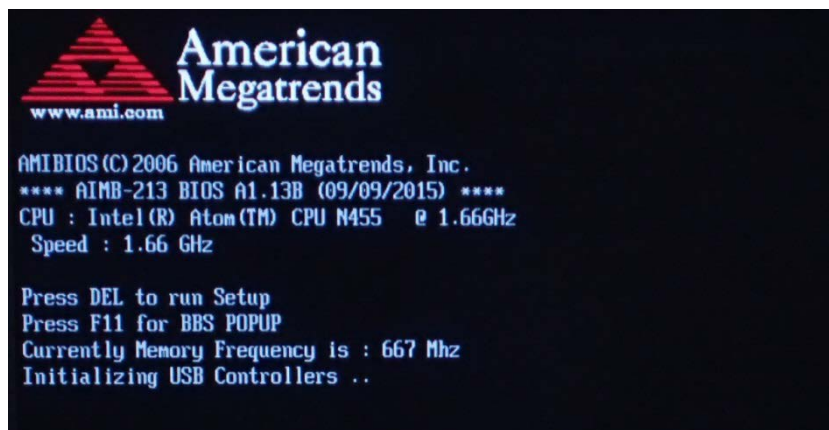 American
Megatrends
www.ami.com
AMIBIOS(C)2006 American Megatrends, Inc.
**** AIMB-213 BIOS A1.13B (09/09/2015) ****
CPU : Intel(R) Atom(TM) CPU N455 @ 1.66GHz
Speed : 1.66 GHz
Press DEL to run Setup
Press F11 for BBS POPUP
Currently Memory Frequency is : 667 Mhz
Initializing USB Controllers ..